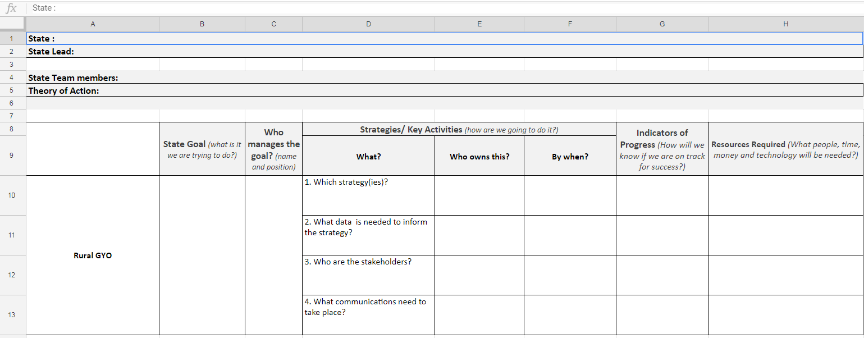 fx State :
A B C D E F G H
1 State :
2 State Lead:
3
4 State Team members:
5 Theory of Action:
6
7
8 Strategies/ Key Activities (how are we going to do it?)
9 State Goal (what is it we are trying to do?) Who manages the goal? (name and position) What? Who owns this? By when? Indicators of Progress (How will we know if we are on track for success?) Resources Required (What people, time, money and technology will be needed?)
10 1. Which strategy(ies)?
11 2. What data is needed to inform
the strategy?
Rural GYO
12 3. Who are the stakeholders?
13 4. What communications need to
take place?